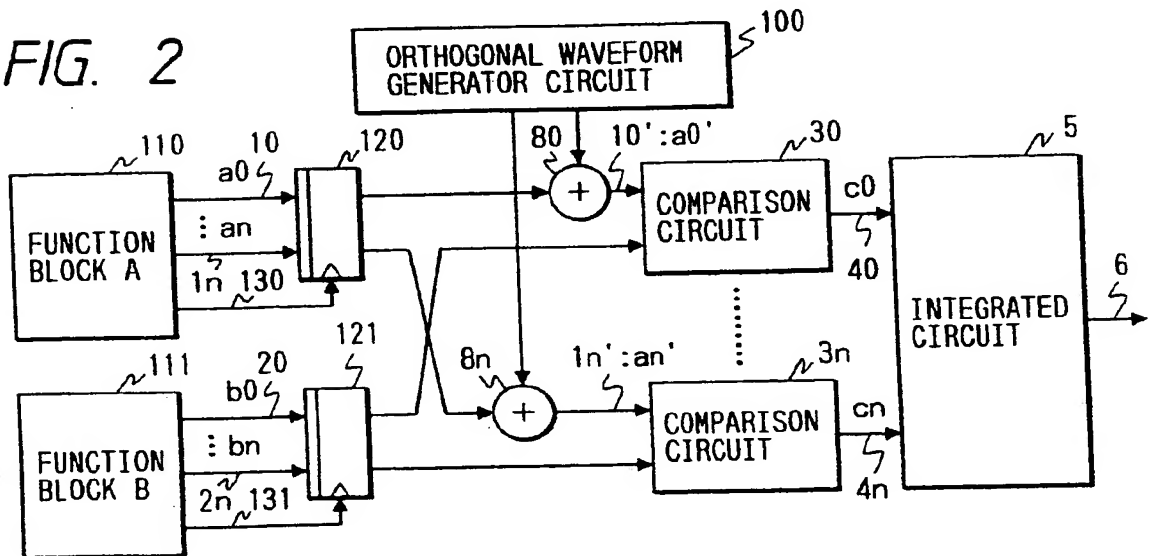 FIG. 2
ORTHOGONAL WAVEFORM
GENERATOR CIRCUIT
100
110
10
120
a0
⋮ an
1n 130
FUNCTION
BLOCK A
80
10':a0'
30
COMPARISON
CIRCUIT
c0
40
5
INTEGRATED
CIRCUIT
6
111
20
121
b0
⋮ bn
2n 131
FUNCTION
BLOCK B
8n
1n':an'
3n
COMPARISON
CIRCUIT
cn
4n